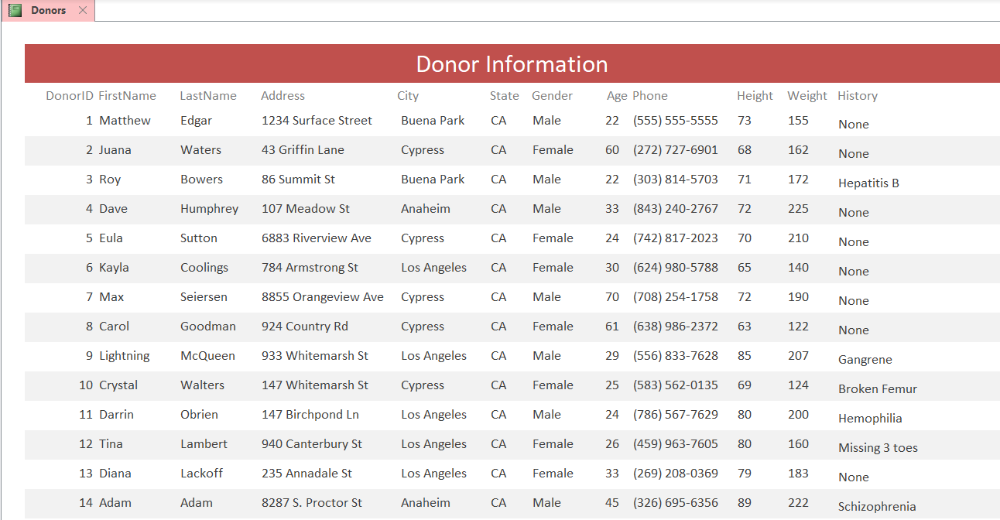 Donors
Donor Information
DonorID FirstName LastName Address City State Gender Age Phone Height Weight History
1 Matthew Edgar 1234 Surface Street Buena Park CA Male 22 (555) 555-5555 73 155 None
2 Juana Waters 43 Griffin Lane Cypress CA Female 60 (272) 727-6901 68 162 None
3 Roy Bowers 86 Summit St Buena Park CA Male 22 (303) 814-5703 71 172 Hepatitis B
4 Dave Humphrey 107 Meadow St Anaheim CA Male 33 (843) 240-2767 72 225 None
5 Eula Sutton 6883 Riverview Ave Cypress CA Female 24 (742) 817-2023 70 210 None
6 Kayla Coolings 784 Armstrong St Los Angeles CA Female 30 (624) 980-5788 65 140 None
7 Max Seiersen 8855 Orangeview Ave Cypress CA Male 70 (708) 254-1758 72 190 None
8 Carol Goodman 924 Country Rd Cypress CA Female 61 (638) 986-2372 63 122 None
9 Lightning McQueen 933 Whitemarsh St Los Angeles CA Male 29 (556) 833-7628 85 207 Gangrene
10 Crystal Walters 147 Whitemarsh St Cypress CA Female 25 (583) 562-0135 69 124 Broken Femur
11 Darrin Obrien 147 Birchpond Ln Los Angeles CA Male 24 (786) 567-7629 80 200 Hemophilia
12 Tina Lambert 940 Canterbury St Los Angeles CA Female 26 (459) 963-7605 80 160 Missing 3 toes
13 Diana Lackoff 235 Annadale St Los Angeles CA Female 33 (269) 208-0369 79 183 None
14 Adam Adam 8287 S. Proctor St Anaheim CA Male 45 (326) 695-6356 89 222 Schizophrenia